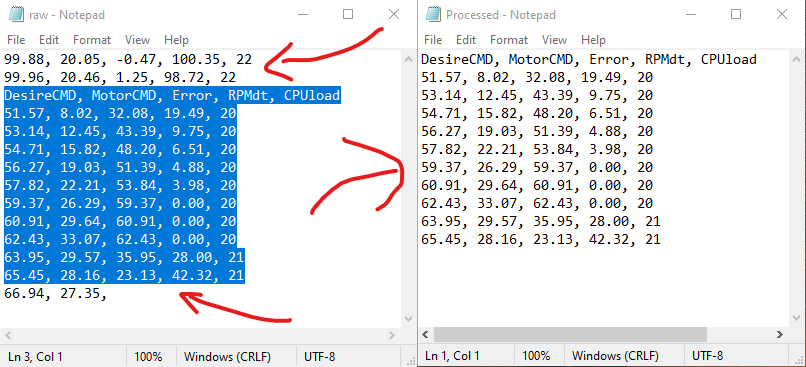 raw - Notepad
File Edit Format View Help
99.88, 20.05, -0.47, 100.35, 22
99.96, 20.46, 1.25, 98.72, 22
DesireCMD, MotorCMD, Error, RPMdt, CPUload
51.57, 8.02, 32.08, 19.49, 20
53.14, 12.45, 43.39, 9.75, 20
54.71, 15.82, 48.20, 6.51, 20
56.27, 19.03, 51.39, 4.88, 20
57.82, 22.21, 53.84, 3.98, 20
59.37, 26.29, 59.37, 0.00, 20
60.91, 29.64, 60.91, 0.00, 20
62.43, 33.07, 62.43, 0.00, 20
63.95, 29.57, 35.95, 28.00, 21
65.45, 28.16, 23.13, 42.32, 21
66.94, 27.35,
Ln 3, Col 1 100% Windows (CRLF) UTF-8
Processed - Notepad
File Edit Format View Help
DesireCMD, MotorCMD, Error, RPMdt, CPUload
51.57, 8.02, 32.08, 19.49, 20
53.14, 12.45, 43.39, 9.75, 20
54.71, 15.82, 48.20, 6.51, 20
56.27, 19.03, 51.39, 4.88, 20
57.82, 22.21, 53.84, 3.98, 20
59.37, 26.29, 59.37, 0.00, 20
60.91, 29.64, 60.91, 0.00, 20
62.43, 33.07, 62.43, 0.00, 20
63.95, 29.57, 35.95, 28.00, 21
65.45, 28.16, 23.13, 42.32, 21
Ln 1, Col 1 100% Windows (CRLF) UTF-8